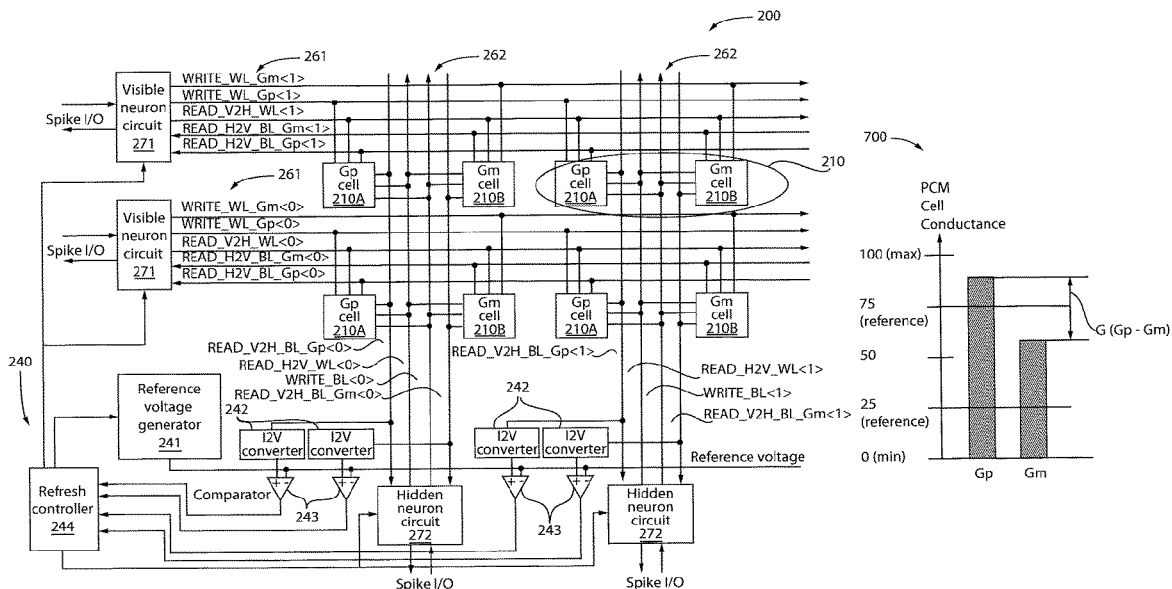 200
261
262
262
WRITE_WL_Gm<1>
WRITE_WL_Gp<1>
READ_V2H_WL<1>
READ_H2V_BL_Gm<1>
READ_H2V_BL_Gp<1>
Visible
neuron
circuit
271
Spike I/O
Gp
cell
210A
Gm
cell
210B
Gp
cell
210A
Gm
cell
210B
210
261
WRITE_WL_Gm<0>
WRITE_WL_Gp<0>
READ_V2H_WL<0>
READ_H2V_BL_Gm<0>
READ_H2V_BL_Gp<0>
Visible
neuron
circuit
271
Spike I/O
Gp
cell
210A
Gm
cell
210B
Gp
cell
210A
Gm
cell
210B
READ_V2H_BL_Gp<0>
READ_H2V_WL<0>
WRITE_BL<0>
READ_V2H_BL_Gm<0>
READ_V2H_BL_Gp<1>
READ_H2V_WL<1>
WRITE_BL<1>
READ_V2H_BL_Gm<1>
240
Reference
voltage
generator
241
242
I2V
converter
I2V
converter
242
I2V
converter
I2V
converter
Reference voltage
Refresh
controller
244
Comparator
+ -
+ -
243
Hidden
neuron
circuit
272
Spike I/O
+ -
+ -
243
Hidden
neuron
circuit
272
Spike I/O
700
PCM
Cell
Conductance
100 (max)
75
(reference)
50
25
(reference)
0 (min)
G (Gp - Gm)
Gp
Gm